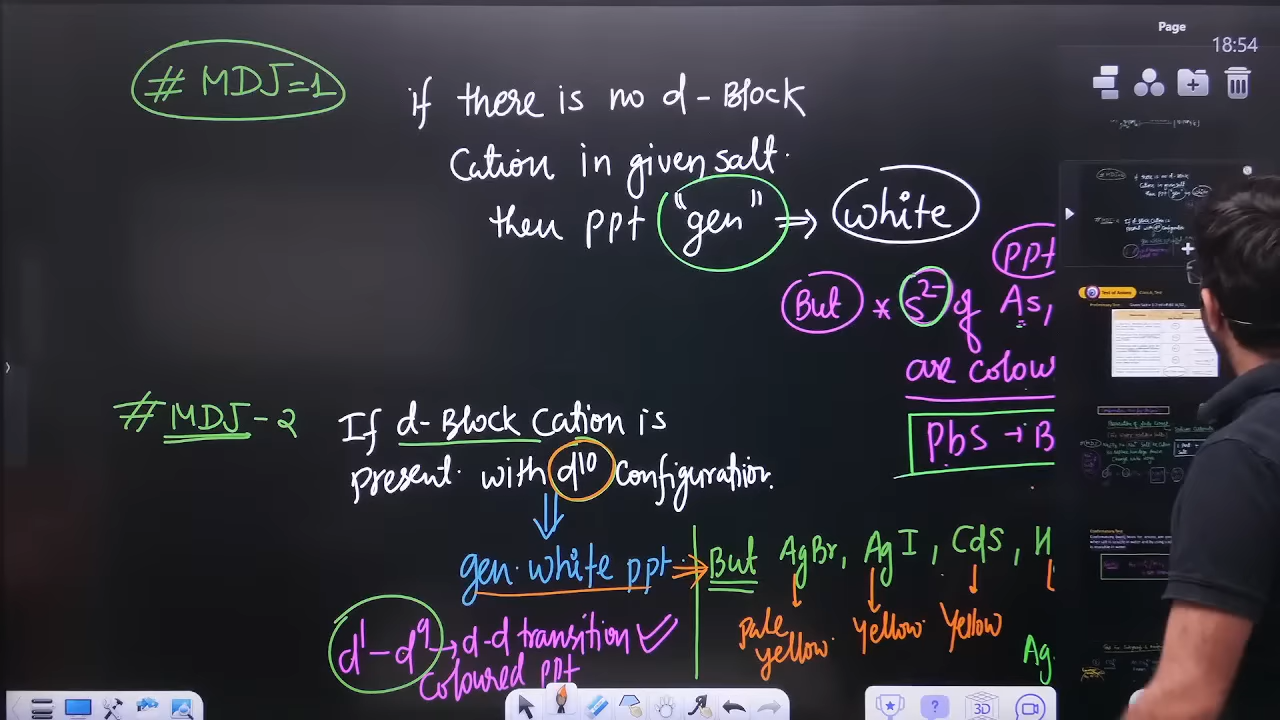 Page
18:54
# MDJ=1
if there is no d-Block
Cation in given salt.
then ppt "gen" ⇒ white
ppt
But * S²⁻ of As,
are colow
PbS → B
# MDJ-2
If d-Block Cation is
present with d¹⁰ Configuration.
gen. white ppt → But AgBr, AgI, CdS, H
pale yellow. yellow. yellow
Ag.
d¹-d⁹ → d-d transition ✓
coloured ppt
3D